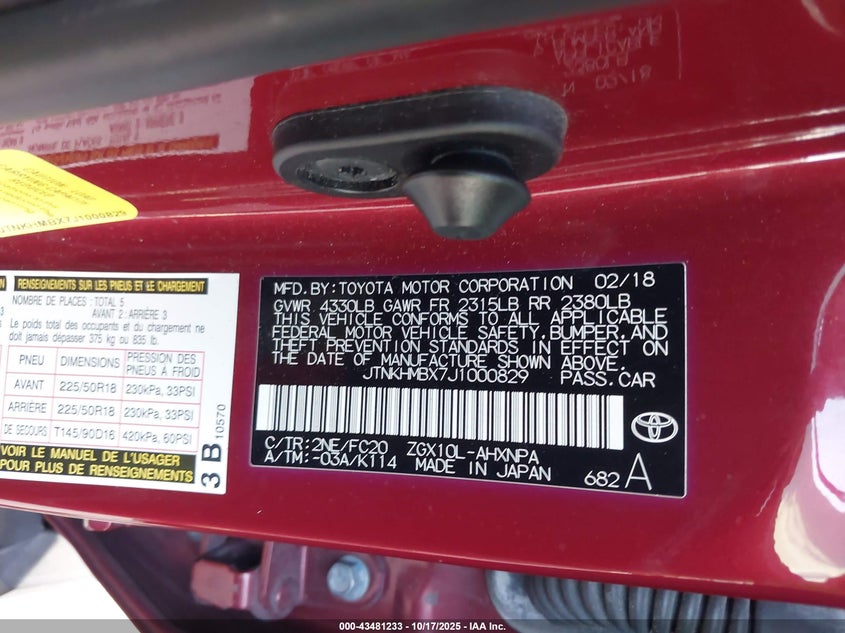 JTNKHMBX7J1000829
RENSEIGNEMENTS SUR LES PNEUS ET LE CHARGEMENT
NOMBRE DE PLACES: TOTAL 5
AVANT 2 ARRIÈRE 3
Le poids total des occupants et du chargement ne
doit jamais dépasser 375 kg ou 835 lb.
PNEU DIMENSIONS PRESSION DES PNEUS À FROID
AVANT 225/50R18 230kPa, 33PSI
ARRIÈRE 225/50R18 230kPa, 33PSI
DE SECOURS T145/90D16 420kPa, 60PSI
VOIR LE MANUEL DE L'USAGER
POUR PLUS DE RENSEIGNEMENTS
3 B 10570
MFD. BY: TOYOTA MOTOR CORPORATION 02/18
GVWR 4330LB GAWR FR 2315LB RR 2380LB
THIS VEHICLE CONFORMS TO ALL APPLICABLE
FEDERAL MOTOR VEHICLE SAFETY, BUMPER, AND
THEFT PREVENTION STANDARDS IN EFFECT ON
THE DATE OF MANUFACTURE SHOWN ABOVE.
JTNKHMBX7J1000829 PASS.CAR
C/TR: 2NE/FC20 ZGX10L-AHXNPA
A/TM: -03A/K114 MADE IN JAPAN
682 A
TOYOTA
000-43481233 - 10/17/2025 - IAA Inc.